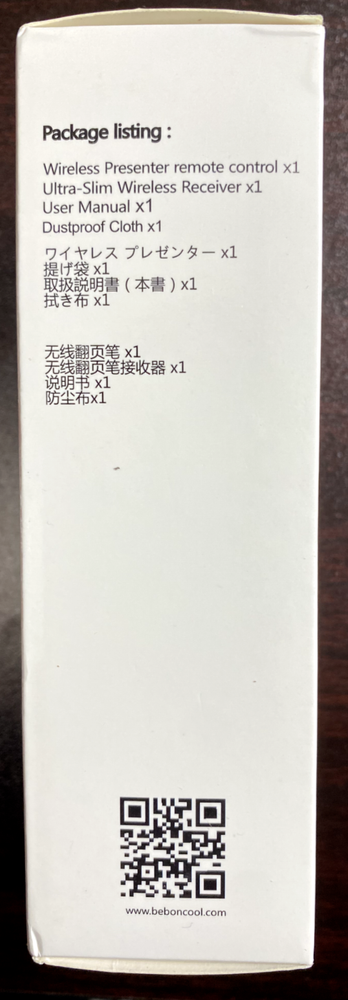 Package listing :
Wireless Presenter remote control x1
Ultra-Slim Wireless Receiver x1
User Manual x1
Dustproof Cloth x1
ワイヤレス プレゼンター x1
提げ袋 x1
取扱説明書 ( 本書 ) x1
拭き布 x1
无线翻页笔 x1
无线翻页笔接收器 x1
说明书 x1
防尘布x1
www.beboncool.com